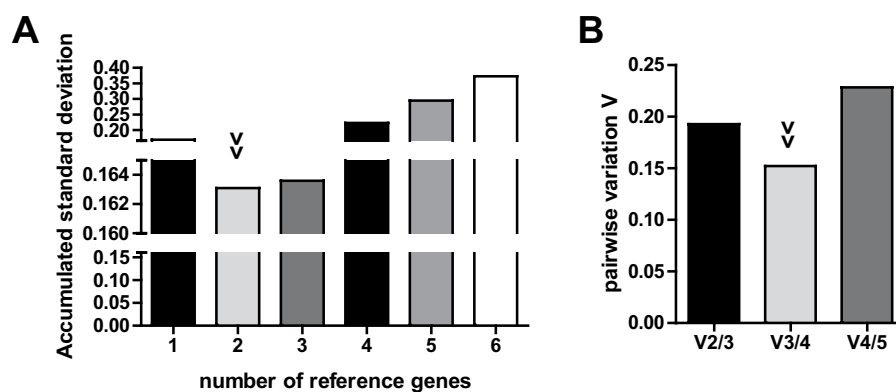 A
Accumulated standard deviation
0.40
0.35
0.30
0.25
0.20
0.164
0.162
0.160
0.15
0.10
0.05
0.00
1 2 3 4 5 6
number of reference genes
B
pairwise variation V
0.25
0.20
0.15
0.10
0.05
0.00
V2/3 V3/4 V4/5